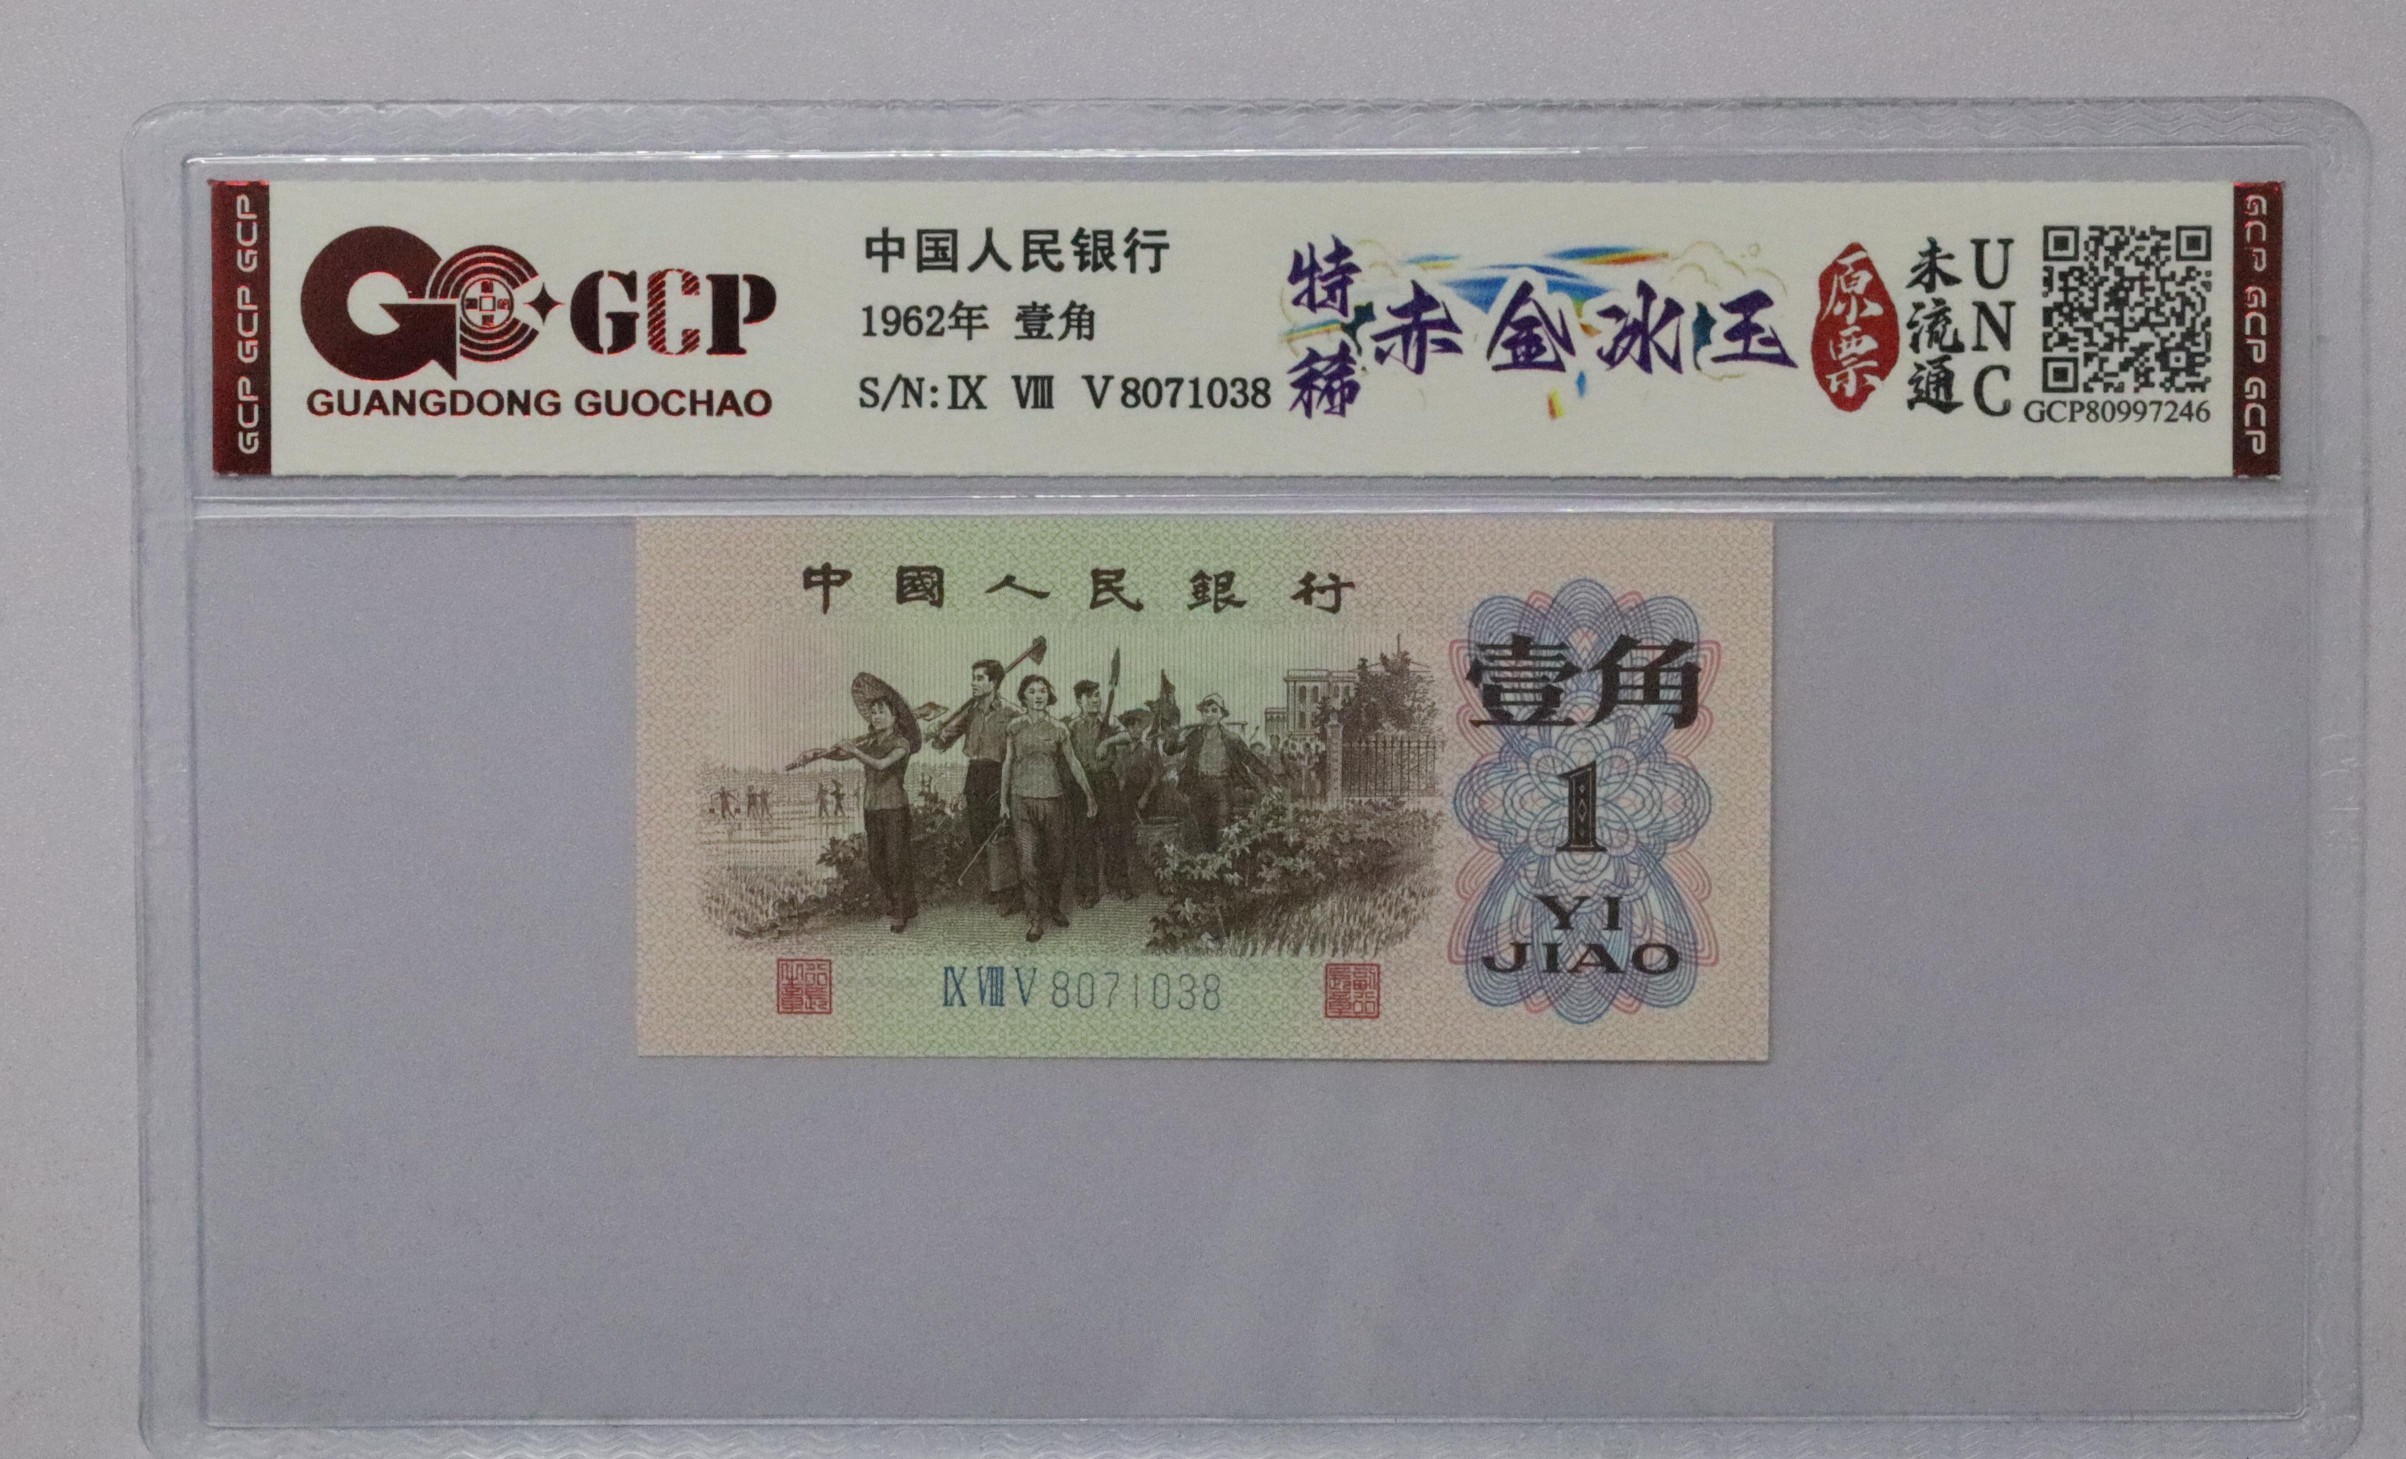 GCP GCP GCP
GCP
GUANGDONG GUOCHAO
中国人民银行
1962年 壹角
S/N: IX VIII V 8071038
特稀
赤金冰玉
原票
未流通
UNC
GCP80997246
GCP GCP GCP
中國人民銀行
壹角
1
YI
JIAO
IX VIII V 8071038